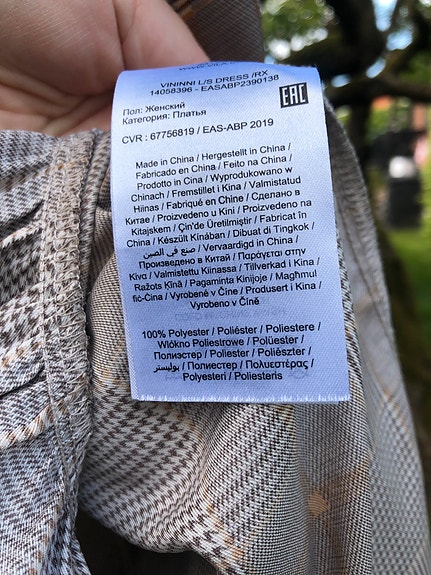 VININNI L/S DRESS /RX
14058396 - EASABP2390138
EAC
Пол: Женский
Категория: Платья
CVR : 67756819 / EAS-ABP 2019
Made in China / Hergestellt in China /
Fabricado en China / Feito na China /
Prodotto in Cina / Wyprodukowano w
Chinach / Fremstillet i Kina / Valmistatud
Hiinas / Fabriqué en Chine / Сделано в
Китае / Proizvedeno u Kini / Proizvedeno na
Kitajskem / Çin'de Üretilmiştir / Fabricat în
China / Készült Kínában / Dibuat di Tingkok /
صنع في الصين / Vervaardigd in China /
Произведено в Китай / Παράγεται στην
Κίνα / Valmistettu Kiinassa / Tillverkad i Kina /
Ražots Ķīnā / Pagaminta Kinijoje / Magħmul
fiċ-Ċina / Vyrobené v Číne / Produsert i Kina /
Vyrobeno v Číně
100% Polyester / Poliéster / Poliestere /
Włókno Poliestrowe / Polüester /
Полиэстер / Poliester / Poliészter /
بوليستر / Полиестер / Πολυεστέρας /
Polyesteri / Poliesteris